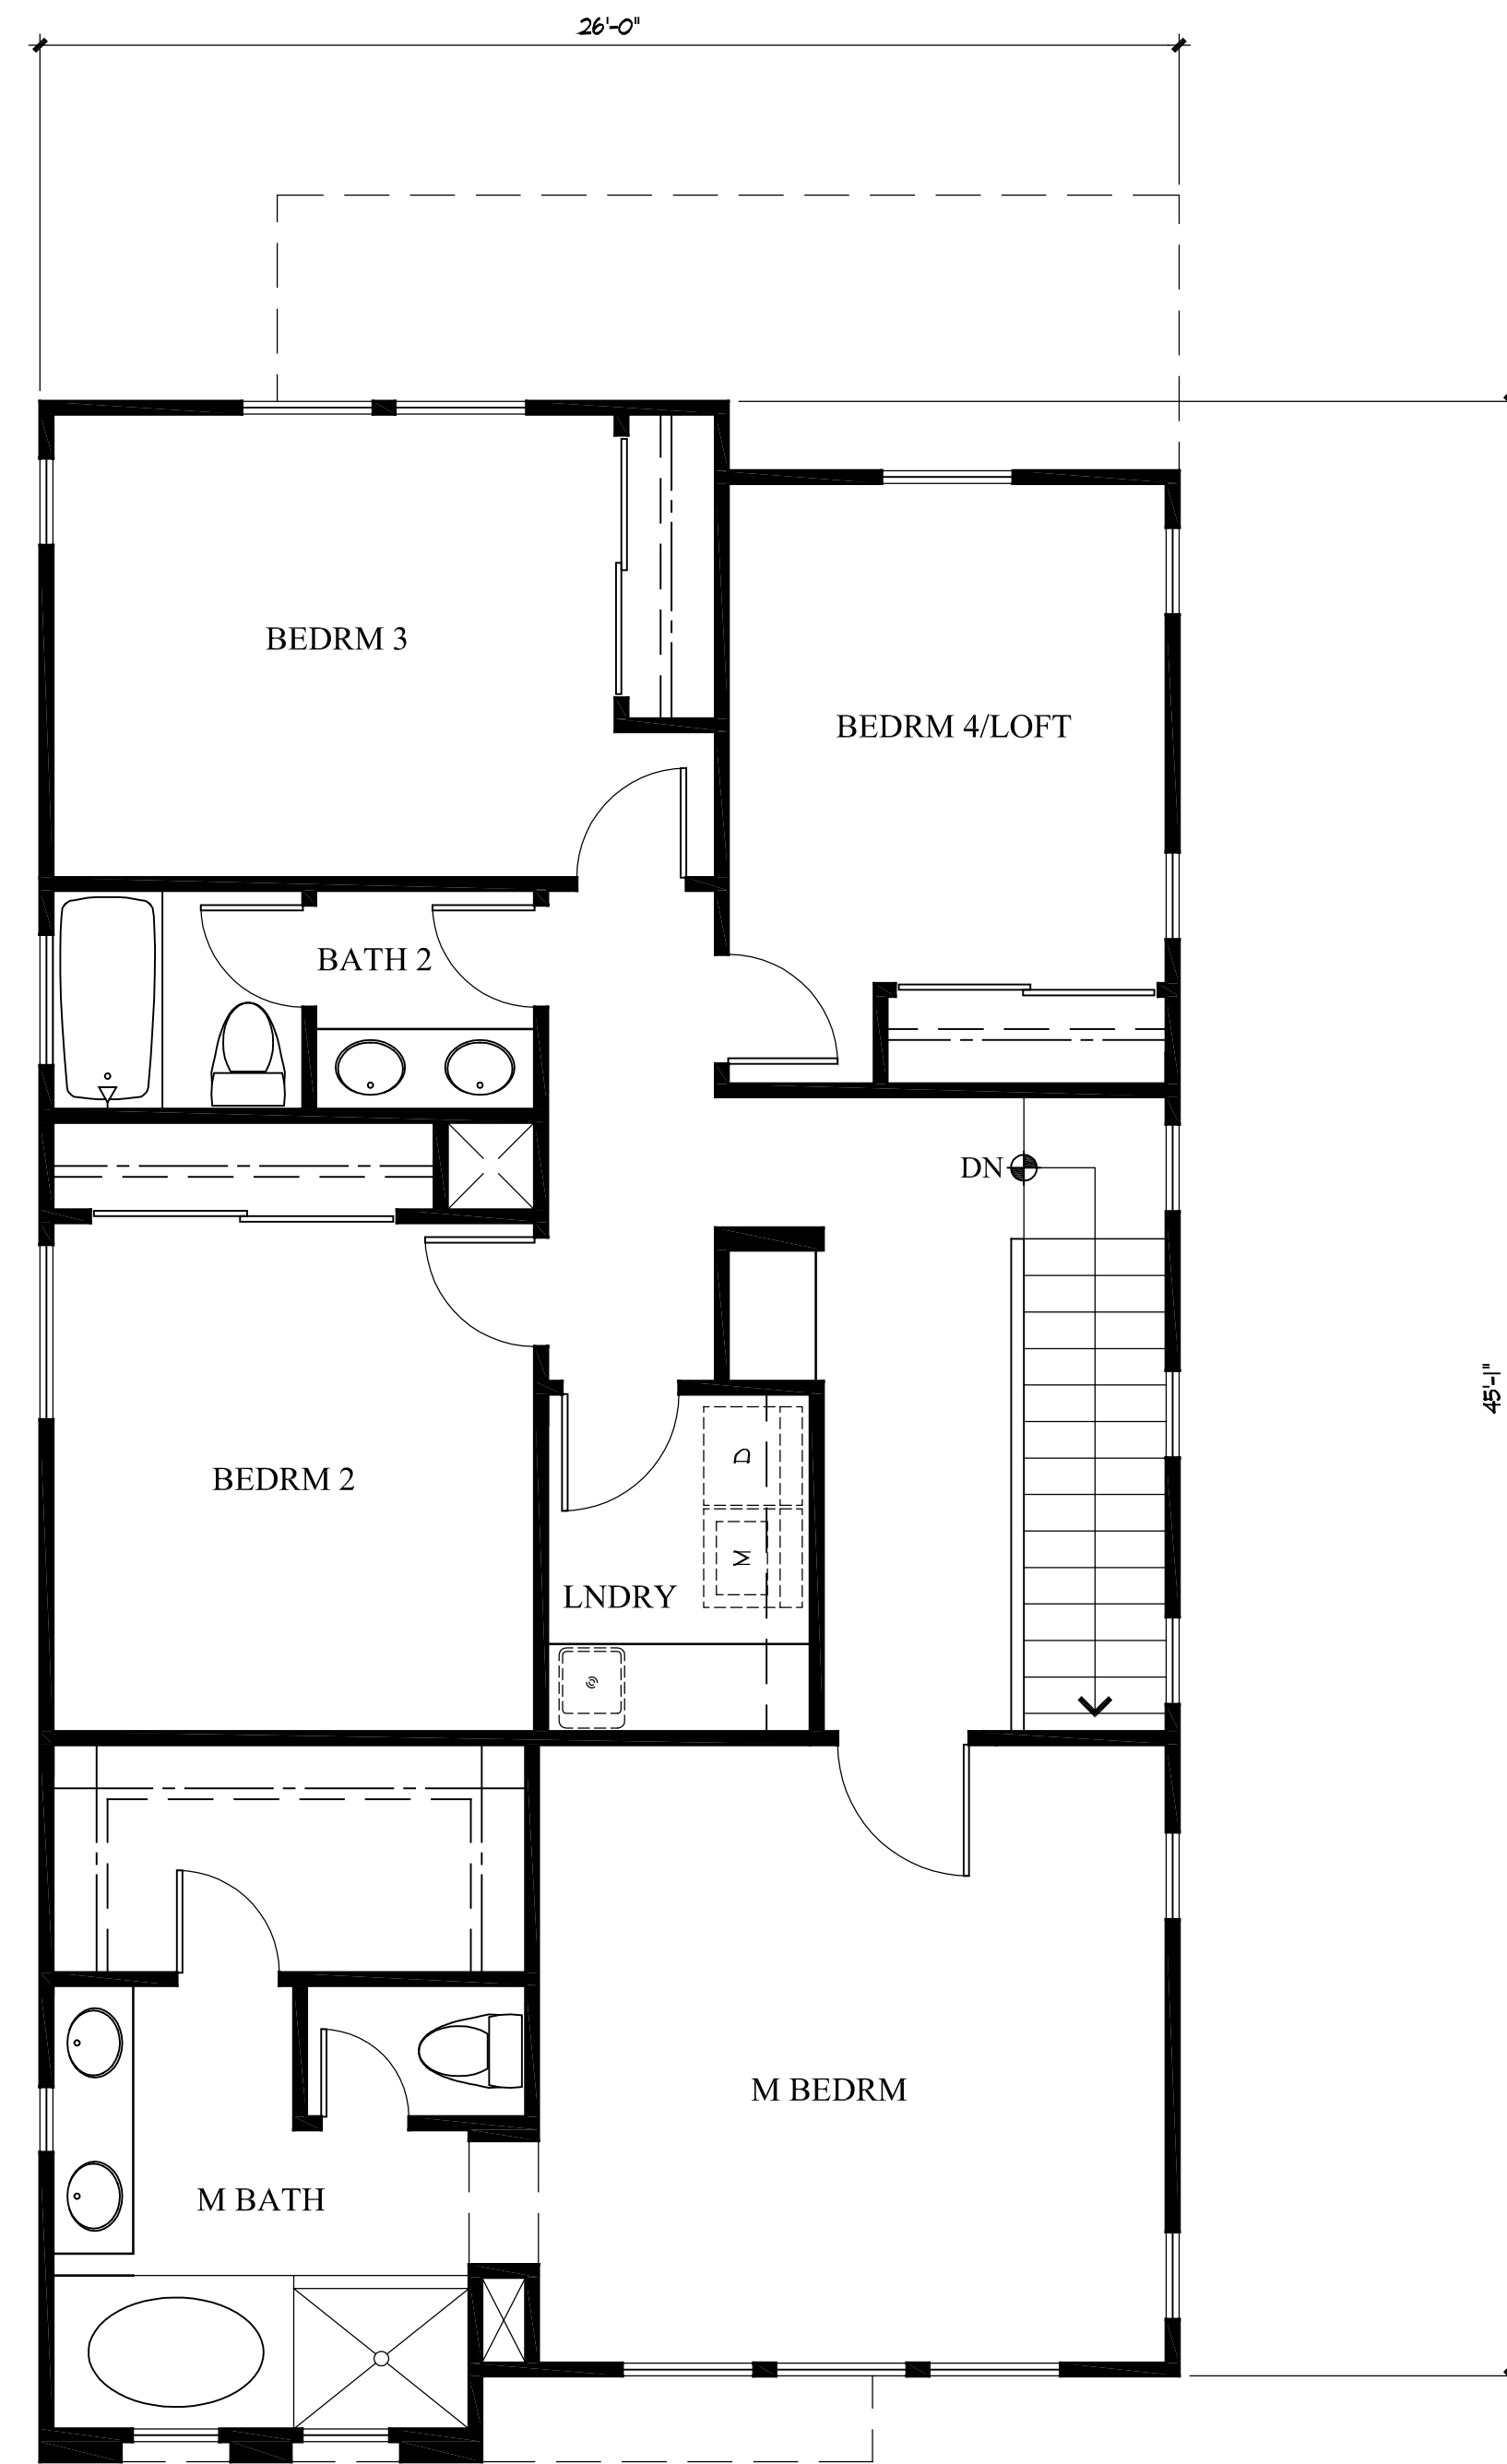 26'-0"
BEDRM 3
BEDRM 4/LOFT
BATH 2
DN
45'-1"
D
BEDRM 2
W
LNDRY
M BEDRM
M BATH